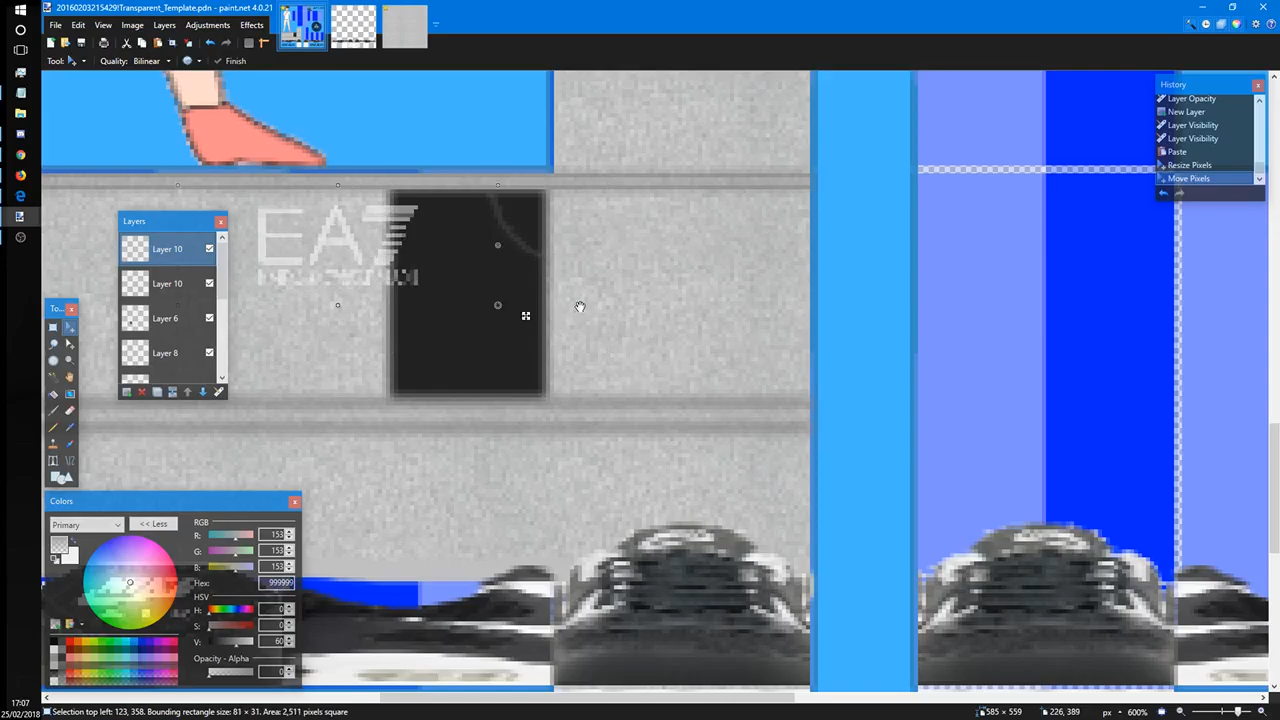 20160203215429!Transparent_Template.pdn - paint.net 4.0.21
File Edit View Image Layers Adjustments Effects
Tool: Quality: Bilinear Finish
History
Layer Opacity
New Layer
Layer Visibility
Layer Visibility
Paste
Resize Pixels
Move Pixels
EA7
Layers
Layer 10
Layer 10
Layer 6
Layer 8
To...
Colors
Primary
<< Less
RGB
R: 153
G: 153
B: 153
Hex: 999999
HSV
H: 0
S: 0
V: 60
Opacity - Alpha
0
17:07
25/02/2018
Selection top left: 123, 358. Bounding rectangle size: 81 × 31. Area: 2,511 pixels square
585 × 559
226, 389
px
600%